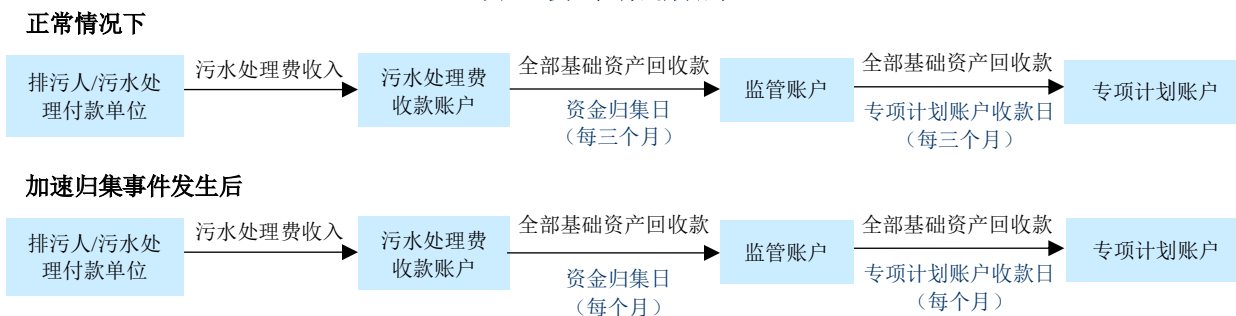 正常情况下
排污人/污水处
理付款单位
污水处理费收入
污水处理费
收款账户
全部基础资产回收款
资金归集日
（每三个月）
监管账户
全部基础资产回收款
专项计划账户收款日
（每三个月）
专项计划账户
加速归集事件发生后
排污人/污水处
理付款单位
污水处理费收入
污水处理费
收款账户
全部基础资产回收款
资金归集日
（每个月）
监管账户
全部基础资产回收款
专项计划账户收款日
（每个月）
专项计划账户